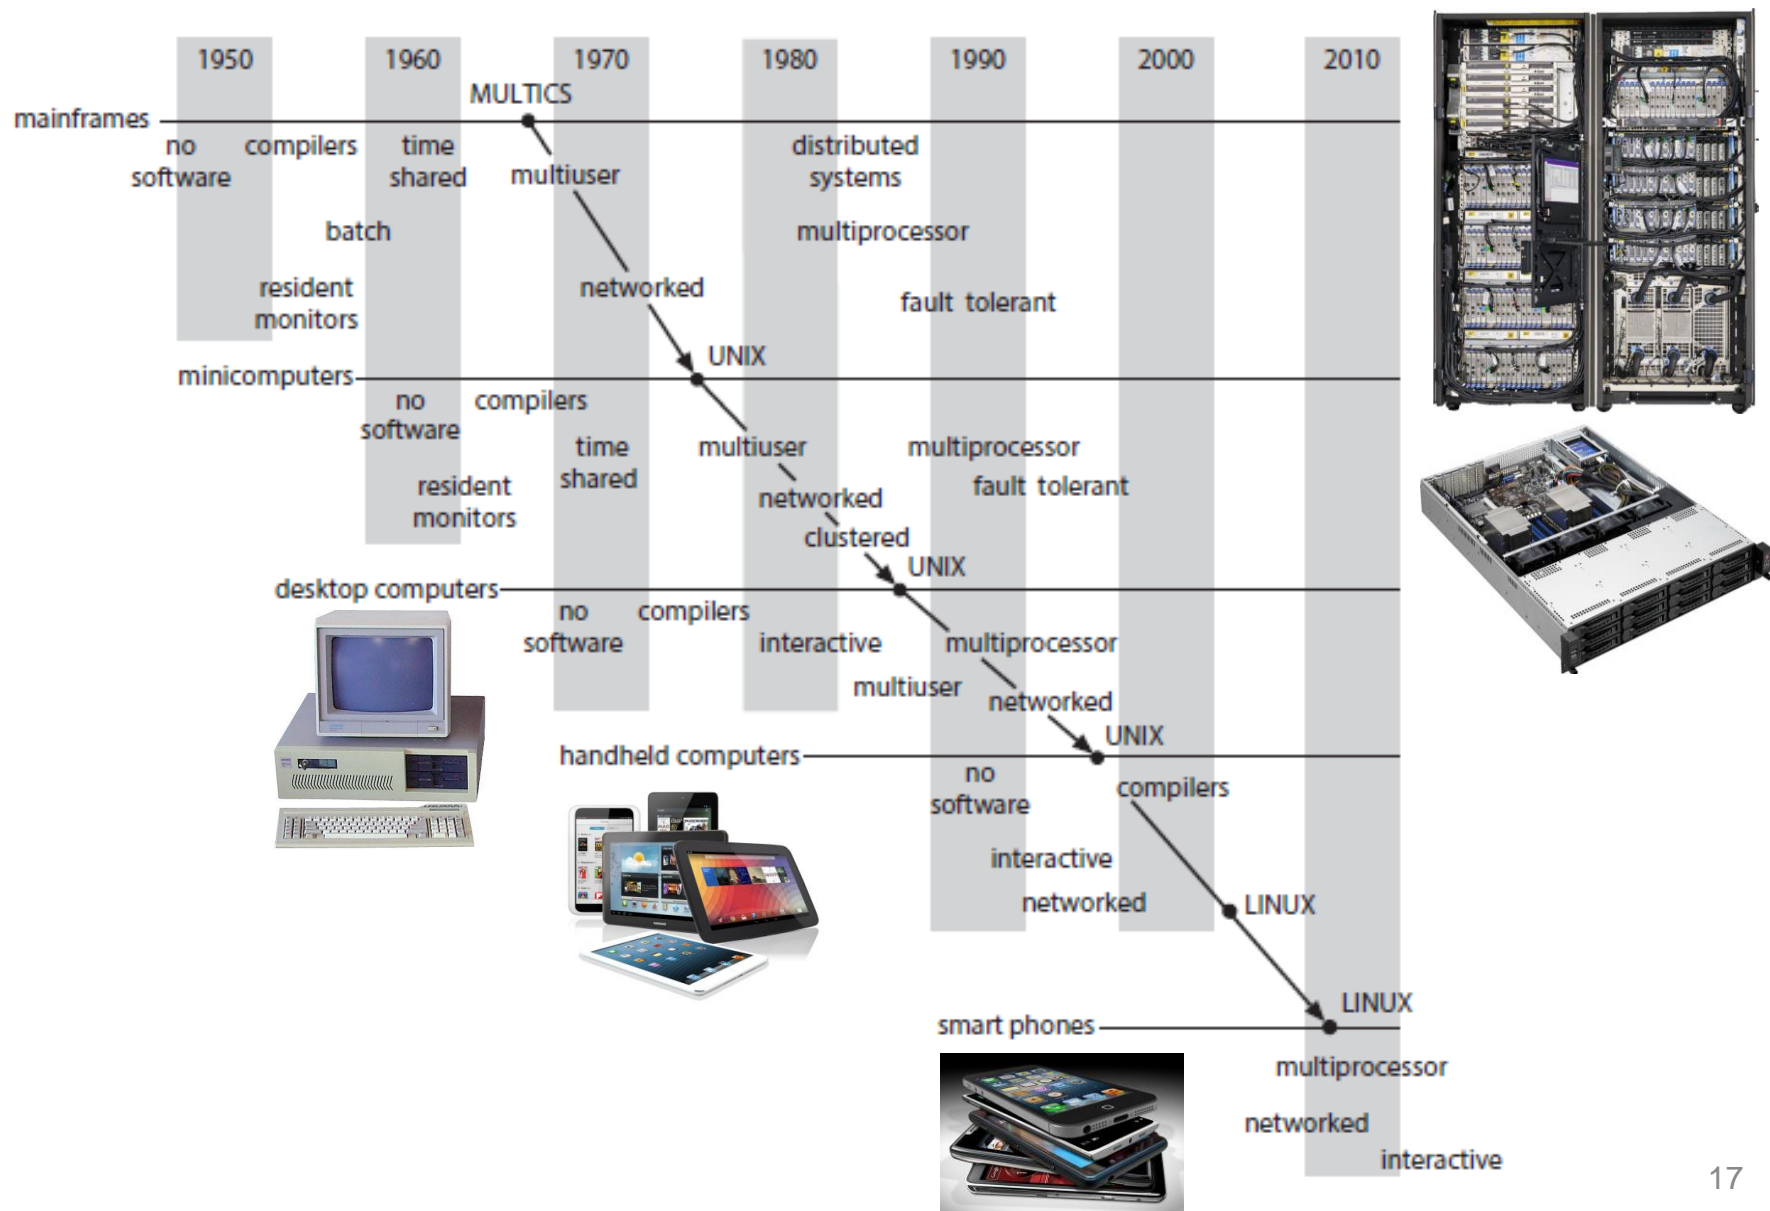 1950 1960 1970 1980 1990 2000 2010
MULTICS
mainframes
no compilers time distributed
software shared multiuser systems
batch multiprocessor
resident networked fault tolerant
monitors
UNIX
minicomputers
no compilers
software
time multiuser multiprocessor
shared
resident networked fault tolerant
monitors
clustered
UNIX
desktop computers
no compilers
software interactive multiprocessor
multiuser networked
UNIX
handheld computers
no compilers
software
interactive
networked LINUX
LINUX
smart phones
multiprocessor
networked
interactive
17